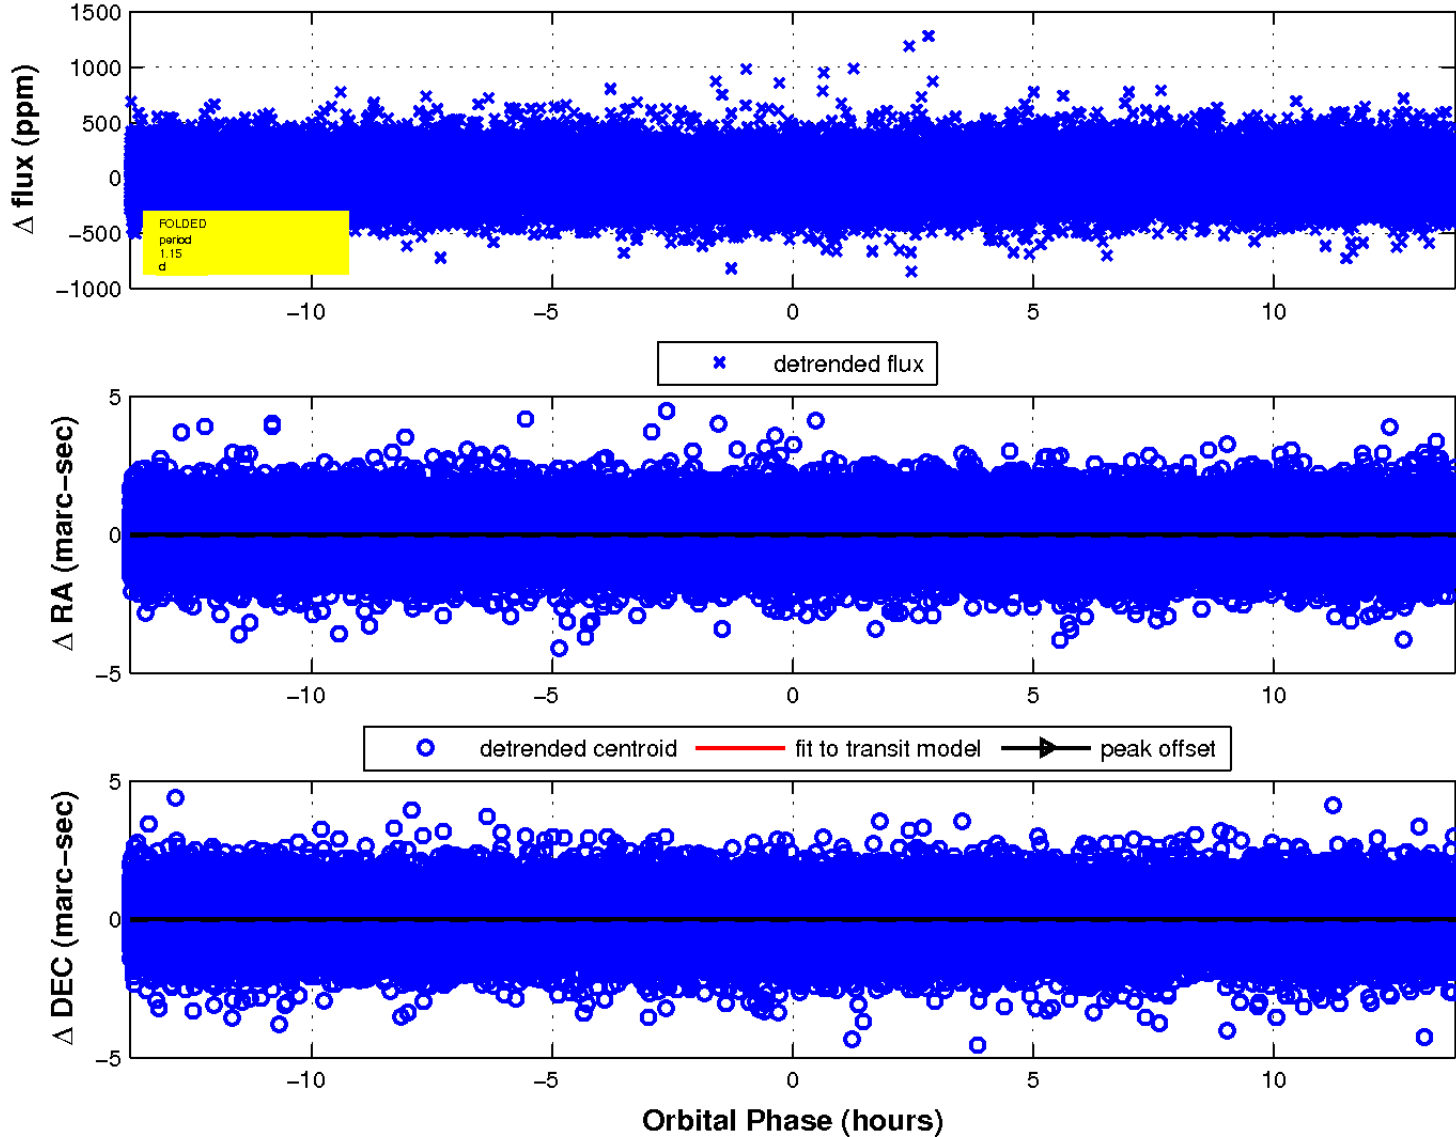 1500
1000
500
0
−500
−1000
Δ flux (ppm)
FOLDED
period
1.15
d
−10 −5 0 5 10
detrended flux
5
0
−5
Δ RA (marc−sec)
−10 −5 0 5 10
detrended centroid fit to transit model peak offset
5
0
−5
Δ DEC (marc−sec)
−10 −5 0 5 10
Orbital Phase (hours)